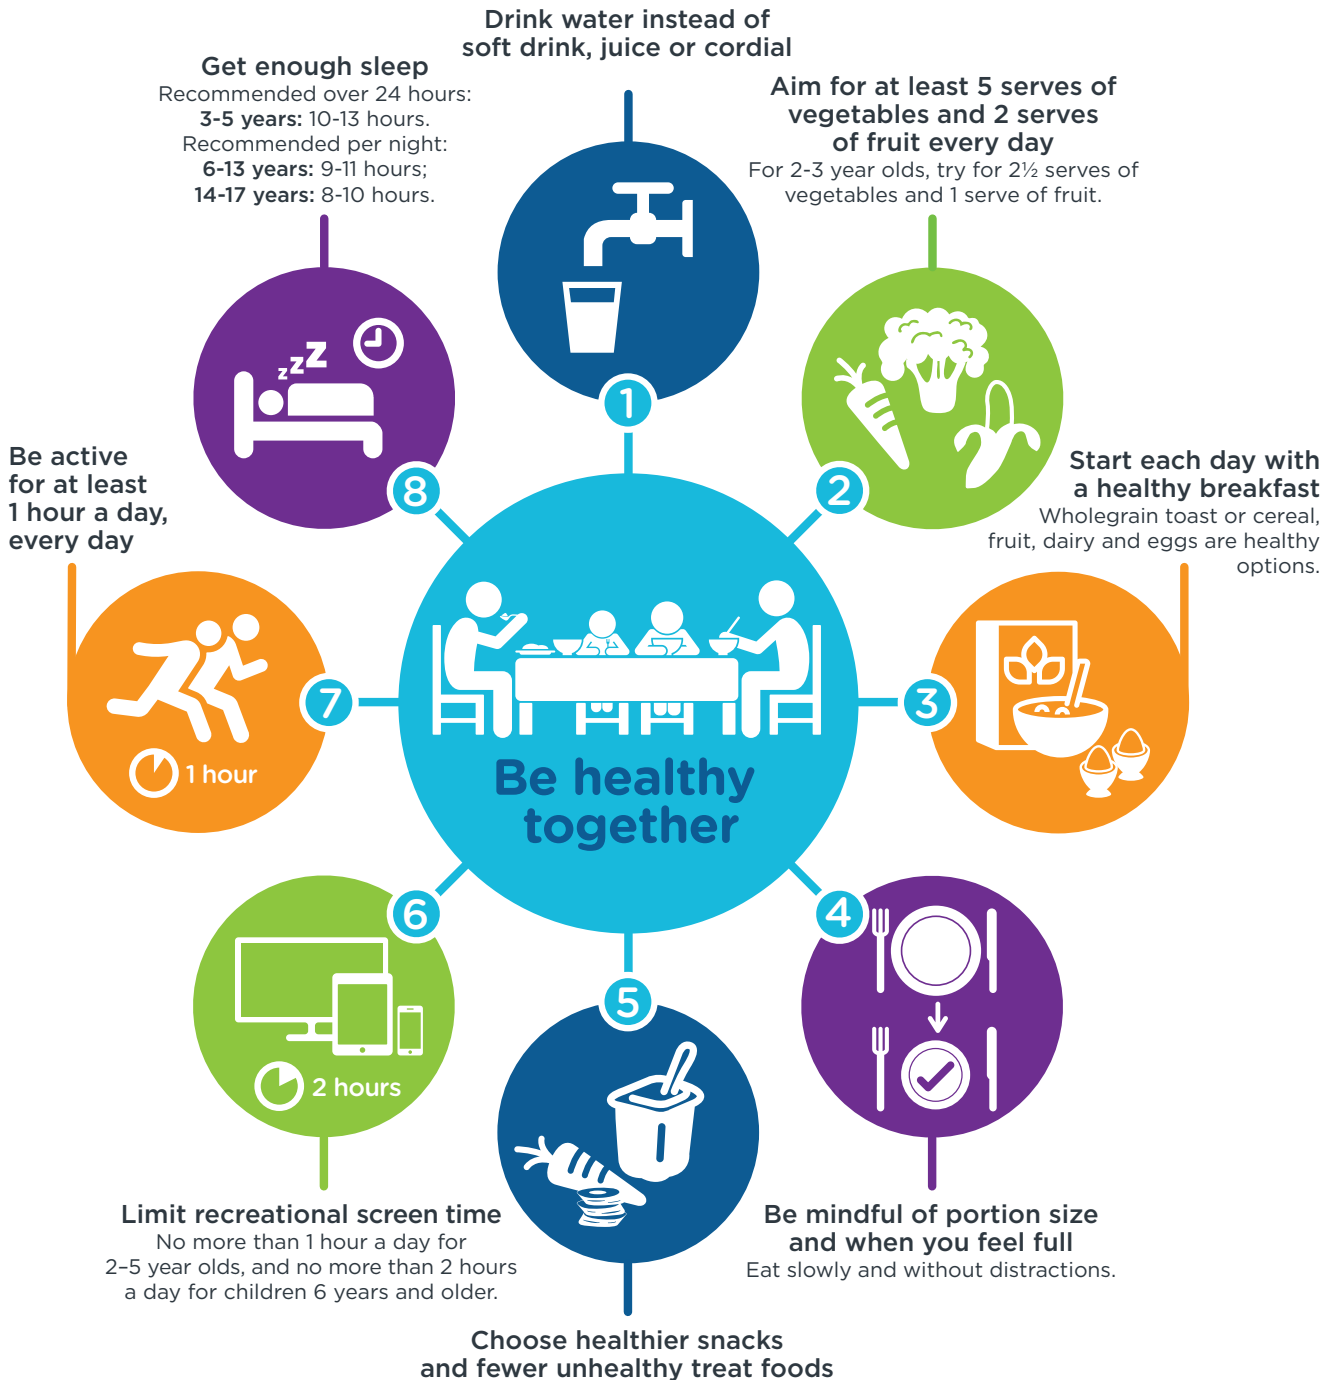 Drink water instead of
soft drink, juice or cordial
1
Aim for at least 5 serves of
vegetables and 2 serves
of fruit every day
For 2-3 year olds, try for 2½ serves of
vegetables and 1 serve of fruit.
2
Start each day with
a healthy breakfast
Wholegrain toast or cereal,
fruit, dairy and eggs are healthy
options.
3
4
Be mindful of portion size
and when you feel full
Eat slowly and without distractions.
5
Choose healthier snacks
and fewer unhealthy treat foods
6
2 hours
Limit recreational screen time
No more than 1 hour a day for
2–5 year olds, and no more than 2 hours
a day for children 6 years and older.
Be active
for at least
1 hour a day,
every day
7
1 hour
Get enough sleep
Recommended over 24 hours:
3-5 years: 10-13 hours.
Recommended per night:
6-13 years: 9-11 hours;
14-17 years: 8-10 hours.
zzZ
8
Be healthy
together